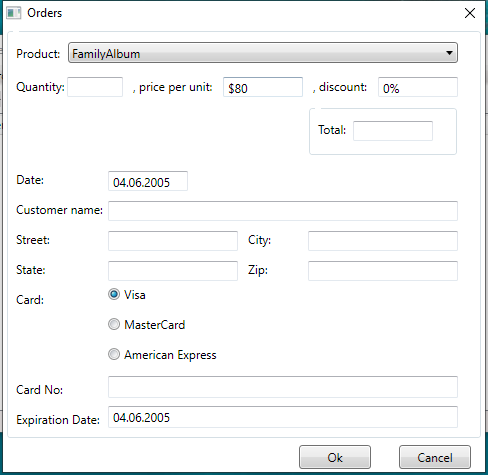 Orders
Product: FamilyAlbum
Quantity: , price per unit: $80 , discount: 0%
Total:
Date: 04.06.2005
Customer name:
Street: City:
State: Zip:
Card: Visa
MasterCard
American Express
Card No:
Expiration Date: 04.06.2005
Ok Cancel